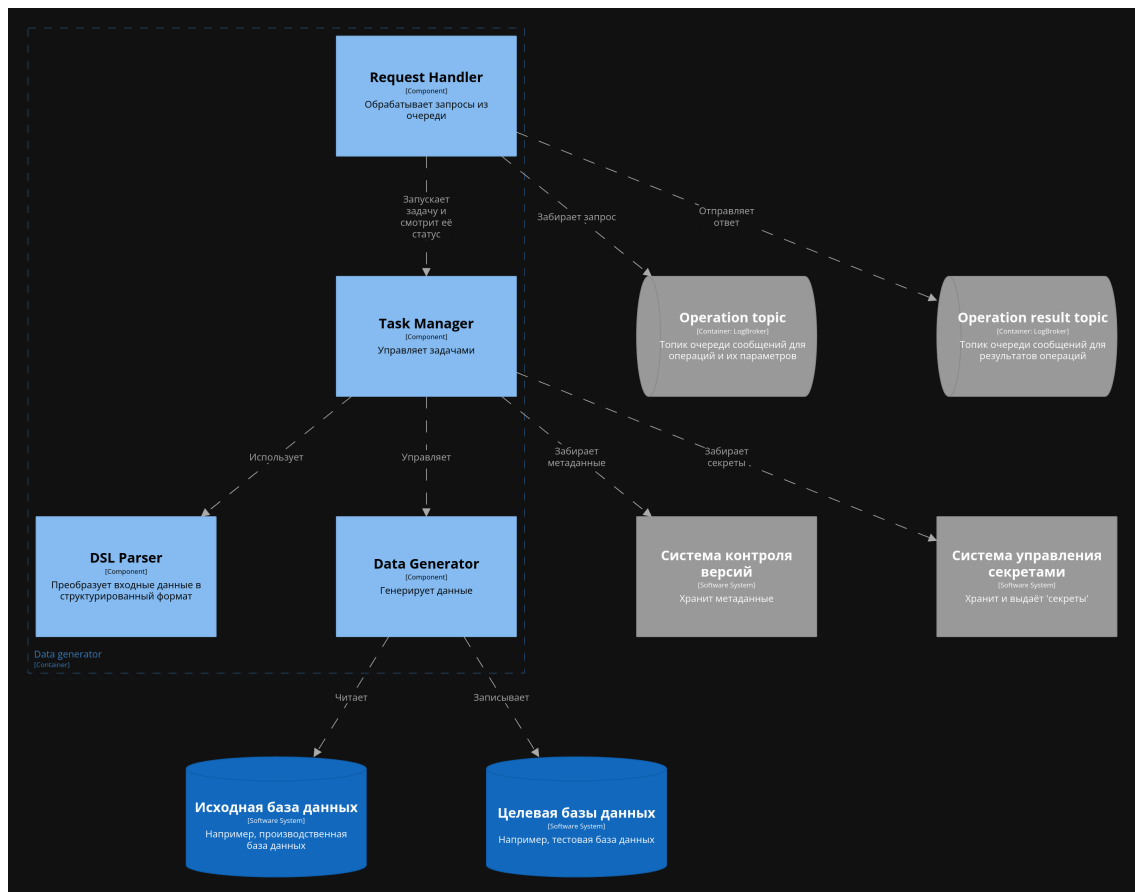 Request Handler
[Component]
Обрабатывает запросы из
очереди
Запускает
задачу и
смотрит её
статус
Забирает запрос
Отправляет
ответ
Task Manager
[Component]
Управляет задачами
Operation topic
[Container: LogBroker]
Топик очереди сообщений для
операций и их параметров
Operation result topic
[Container: LogBroker]
Топик очереди сообщений для
результатов операций
Использует
Управляет
Забирает
метаданные
Забирает
секреты .
DSL Parser
[Component]
Преобразует входные данные в
структурированный формат
Data Generator
[Component]
Генерирует данные
Система контроля
версий
[Software System]
Хранит метаданные
Система управления
секретами
[Software System]
Хранит и выдаёт 'секреты'
Data generator
[Container]
Читает
Записывает
Исходная база данных
[Software System]
Например, производственная
база данных
Целевая базы данных
[Software System]
Например, тестовая база данных